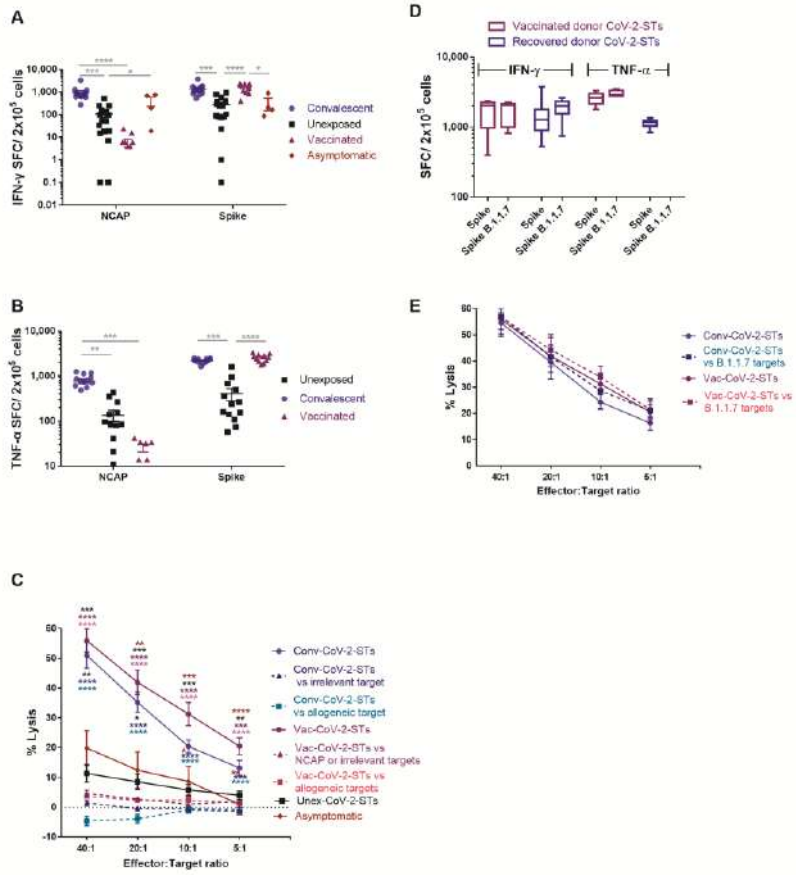 A
IFN-γ SFC/ 2x10⁵ cells
10,000
1,000
100
10
1
0.1
0.01
****
***
*
***
****
*
NCAP
Spike
Convalescent
Unexposed
Vaccinated
Asymptomatic
B
TNF-α SFC/ 2x10⁵ cells
10,000
1,000
100
10
***
**
***
****
NCAP
Spike
Unexposed
Convalescent
Vaccinated
C
% Lysis
60
50
40
30
20
10
0
-10
40:1
20:1
10:1
5:1
Effector:Target ratio
Conv-CoV-2-STs
Conv-CoV-2-STs
vs irrelevant target
Conv-CoV-2-STs
vs allogeneic target
Vac-CoV-2-STs
Vac-CoV-2-STs vs
NCAP or irrelevant targets
Vac-CoV-2-STs vs
allogeneic targets
Unex-CoV-2-STs
Asymptomatic
D
Vaccinated donor CoV-2-STs
Recovered donor CoV-2-STs
SFC/ 2x10⁵ cells
10,000
1,000
100
IFN-γ
TNF-α
Spike
Spike B.1.1.7
Spike
Spike B.1.1.7
Spike
Spike B.1.1.7
Spike
Spike B.1.1.7
E
% Lysis
60
50
40
30
20
10
0
40:1
20:1
10:1
5:1
Effector:Target ratio
Conv-CoV-2-STs
Conv-CoV-2-STs
vs B.1.1.7 targets
Vac-CoV-2-STs
Vac-CoV-2-STs vs
B.1.1.7 targets